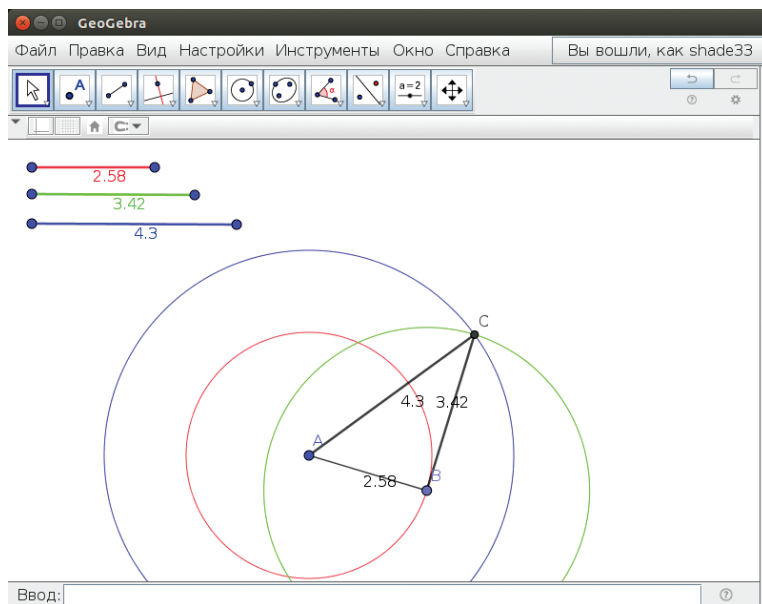 GeoGebra
Файл Правка Вид Настройки Инструменты Окно Справка Вы вошли, как shade33
A α a=2
2.58
3.42
4.3
C
4.3 3.42
A
B
2.58
Ввод: